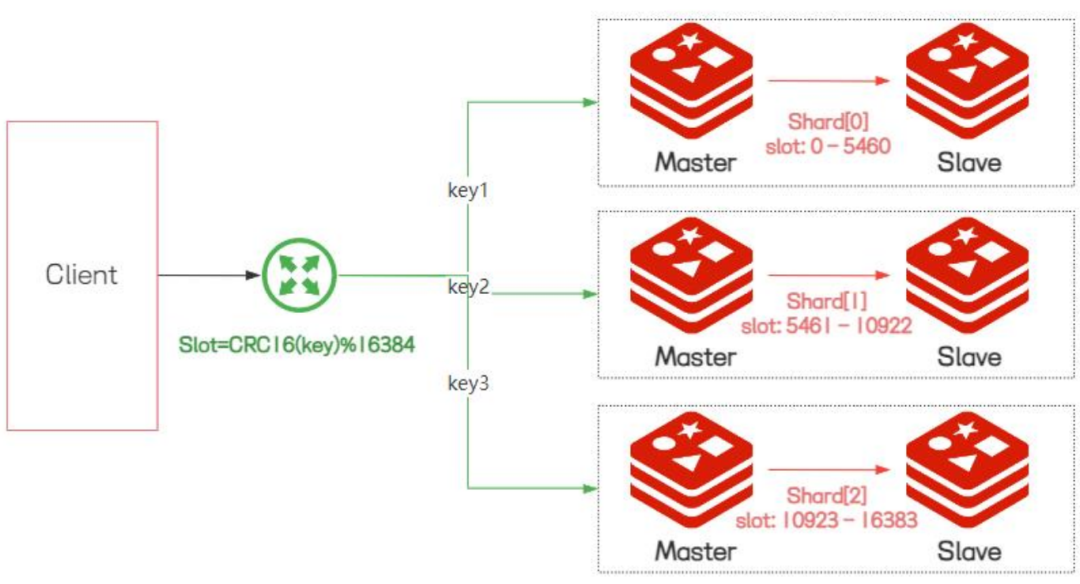 Client
Slot=CRC16(key)%16384
key1
key2
key3
Shard[0]
slot: 0 - 5460
Master
Slave
Shard[1]
slot: 5461 - 10922
Master
Slave
Shard[2]
slot: 10923 - 16383
Master
Slave